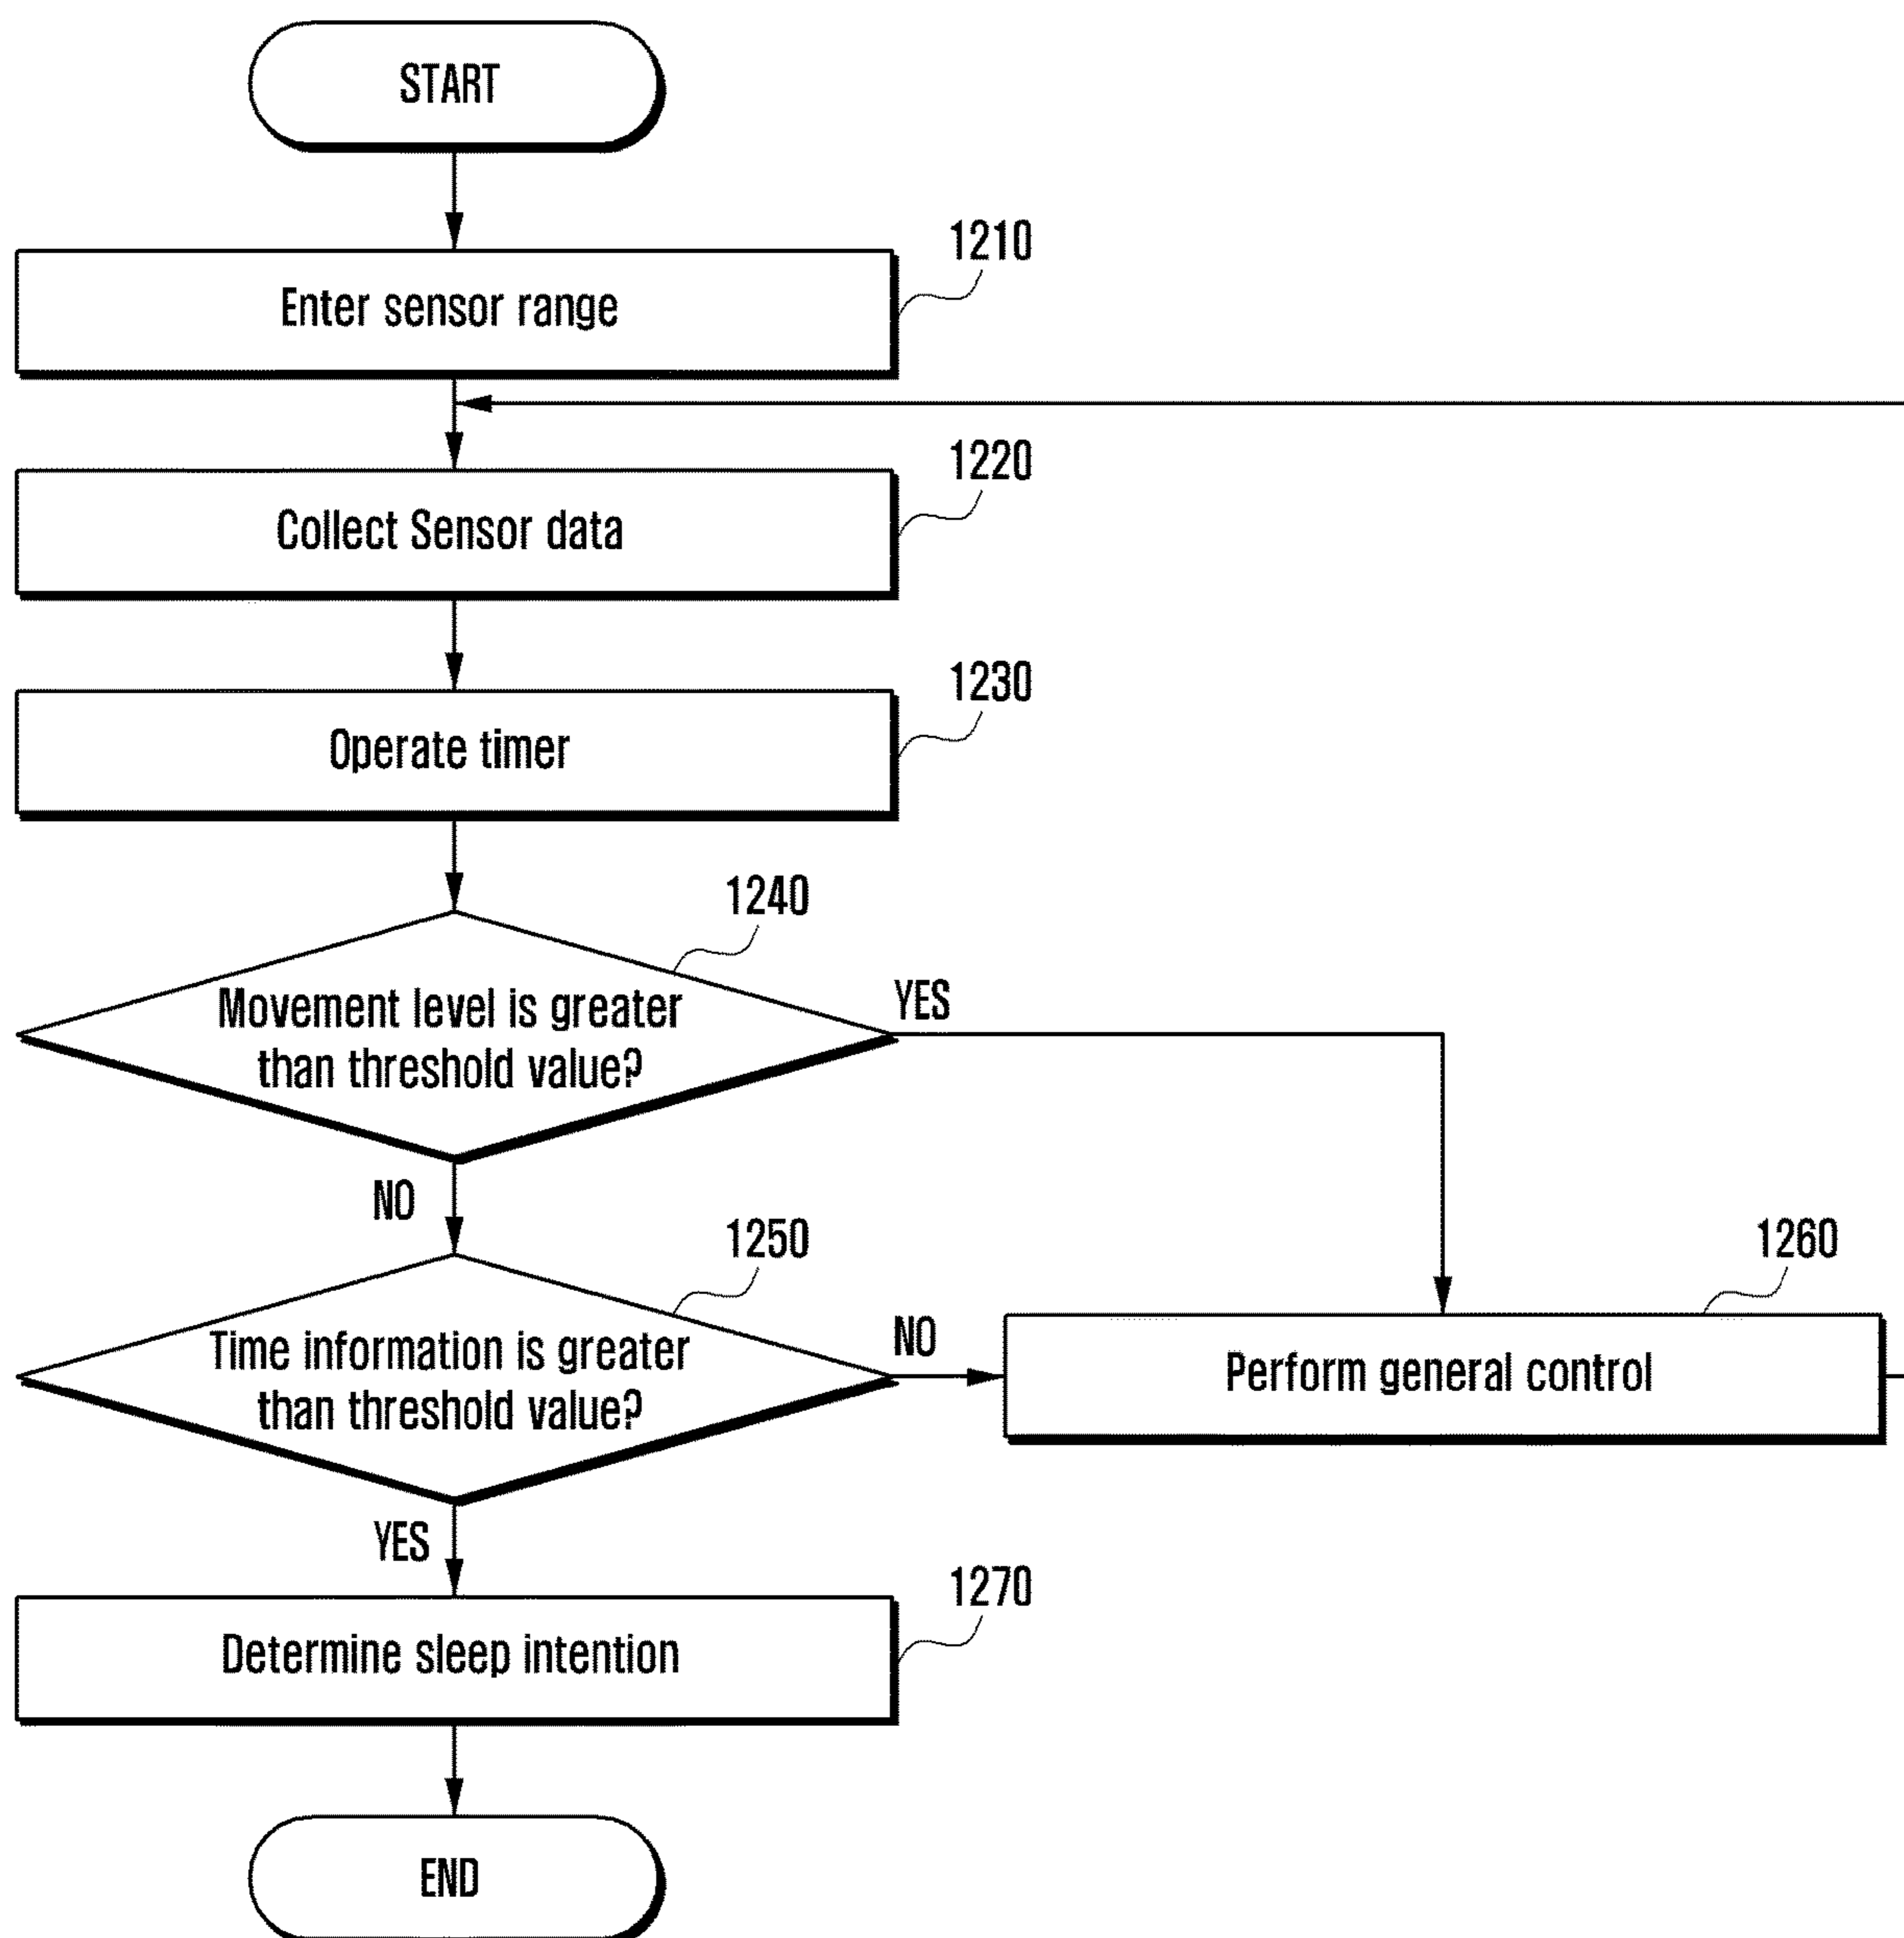 START
1210
Enter sensor range
1220
Collect Sensor data
1230
Operate timer
1240
Movement level is greater
than threshold value?
YES
NO
1250
Time information is greater
than threshold value?
NO
1260
Perform general control
YES
1270
Determine sleep intention
END